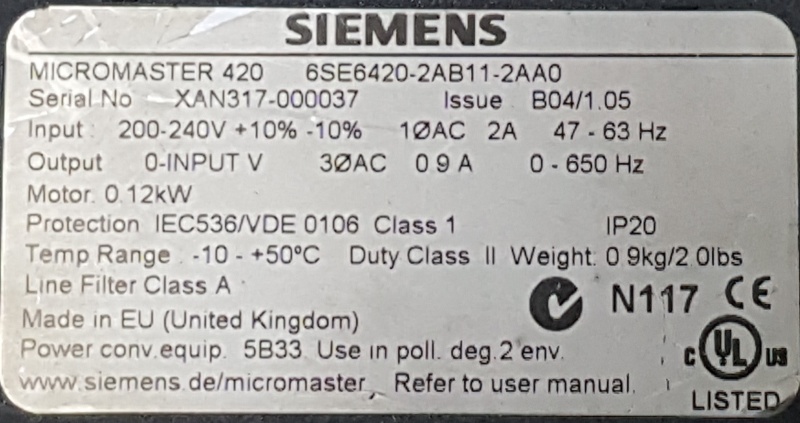 SIEMENS
MICROMASTER 420 6SE6420-2AB11-2AA0
Serial No XAN317-000037 Issue B04/1.05
Input : 200-240V +10% -10% 1ØAC 2A 47 - 63 Hz
Output 0-INPUT V 3ØAC 0.9 A 0 - 650 Hz
Motor. 0.12kW
Protection IEC536/VDE 0106 Class 1 IP20
Temp Range -10 - +50ºC Duty Class II Weight: 0.9kg/2.0lbs
Line Filter Class A
N117 CE
Made in EU (United Kingdom)
Power conv.equip. 5B33 Use in poll. deg.2 env.
C UL US
www.siemens.de/micromaster Refer to user manual.
LISTED